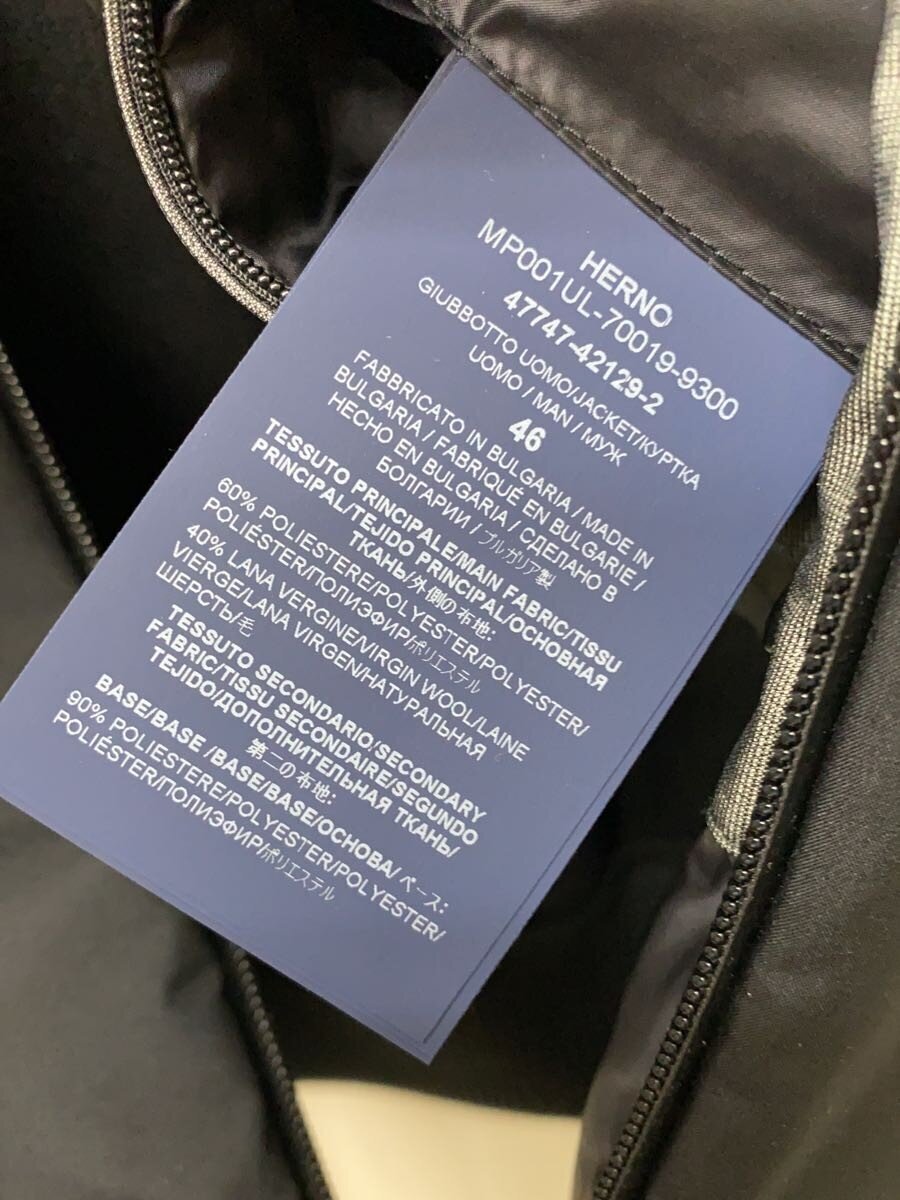 HERNO
MP001UL-70019-9300
47747-42129-2
GIUBBOTTO UOMO/JACKET/КУРТКА
UOMO / MAN / МУЖ
46
FABBRICATO IN BULGARIA / MADE IN
BULGARIA / FABRIQUÉ EN BULGARIE /
HECHO EN BULGARIA / СДЕЛАНО В
БОЛГАРИИ / ブルガリア製
TESSUTO PRINCIPALE/MAIN FABRIC/TISSU
PRINCIPAL/TEJIDO PRINCIPAL/ОСНОВНАЯ
ТКАНЬ/外側の布地:
60% POLIESTERE/POLYESTER/POLYESTER/
POLIÉSTER/ПОЛИЭФИР/ポリエステル
40% LANA VERGINE/VIRGIN WOOL/LAINE
VIERGE/LANA VIRGEN/НАТУРАЛЬНАЯ
ШЕРСТЬ/毛
TESSUTO SECONDARIO/SECONDARY
FABRIC/TISSU SECONDAIRE/SEGUNDO
TEJIDO/ДОПОЛНИТЕЛЬНАЯ ТКАНЬ/
第二の布地:
BASE/BASE /BASE/BASE/ОСНОВА/ ベース:
90% POLIESTERE/POLYESTER/POLYESTER/
POLIÉSTER/ПОЛИЭФИР/ポリエステル